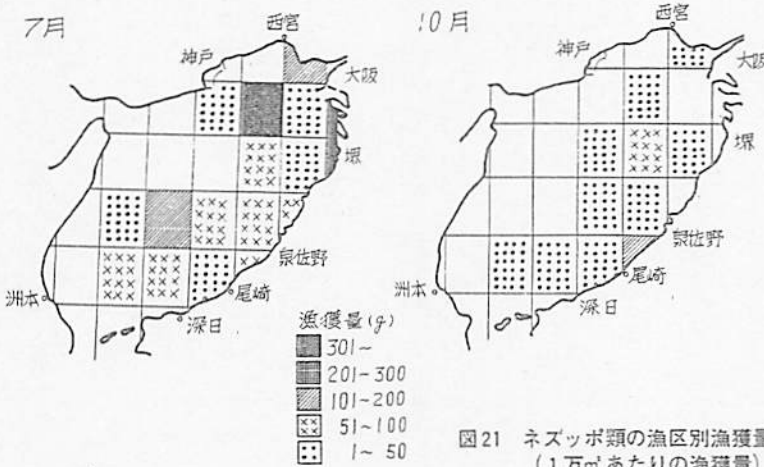 7月
西宮
神戸
大阪
堺
泉佐野
尾崎
深日
洲本
漁獲量(g)
301~
201~300
101~200
51~100
1~50
10月
西宮
神戸
大阪
堺
泉佐野
尾崎
深日
洲本
図21 ネズッポ類の漁区別漁獲量
(1万㎡あたりの漁獲量)